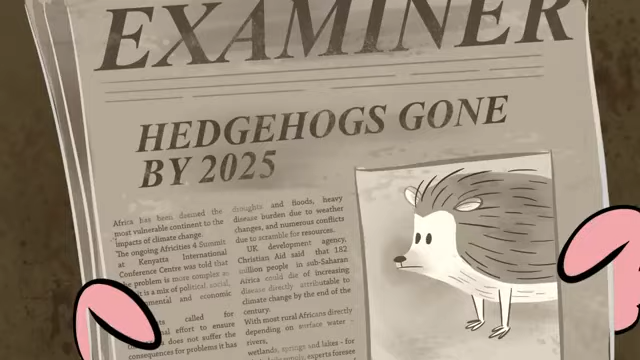 EXAMINER
HEDGEHOGS GONE
BY 2025
Africa has been deemed the
most vulnerable continent to the
impacts of climate change.
The ongoing Africities 4 Summit
at Kenyatta International
Conference Centre was told that
the problem is more complex as
it is a mix of political, social,
and economic
called for
effort to ensure
does not suffer the
consequences for problems it has
droughts and floods, heavy
disease burden due to weather
changes, and numerous conflicts
due to scramble for resources.
UK development agency,
Christian Aid said that 182
million people in sub-Saharan
Africa could die of increasing
disease directly attributable to
climate change by the end of the
century.
With most rural Africans directly
depending on surface water -
rivers,
wetlands, springs and lakes - for
experts foresee